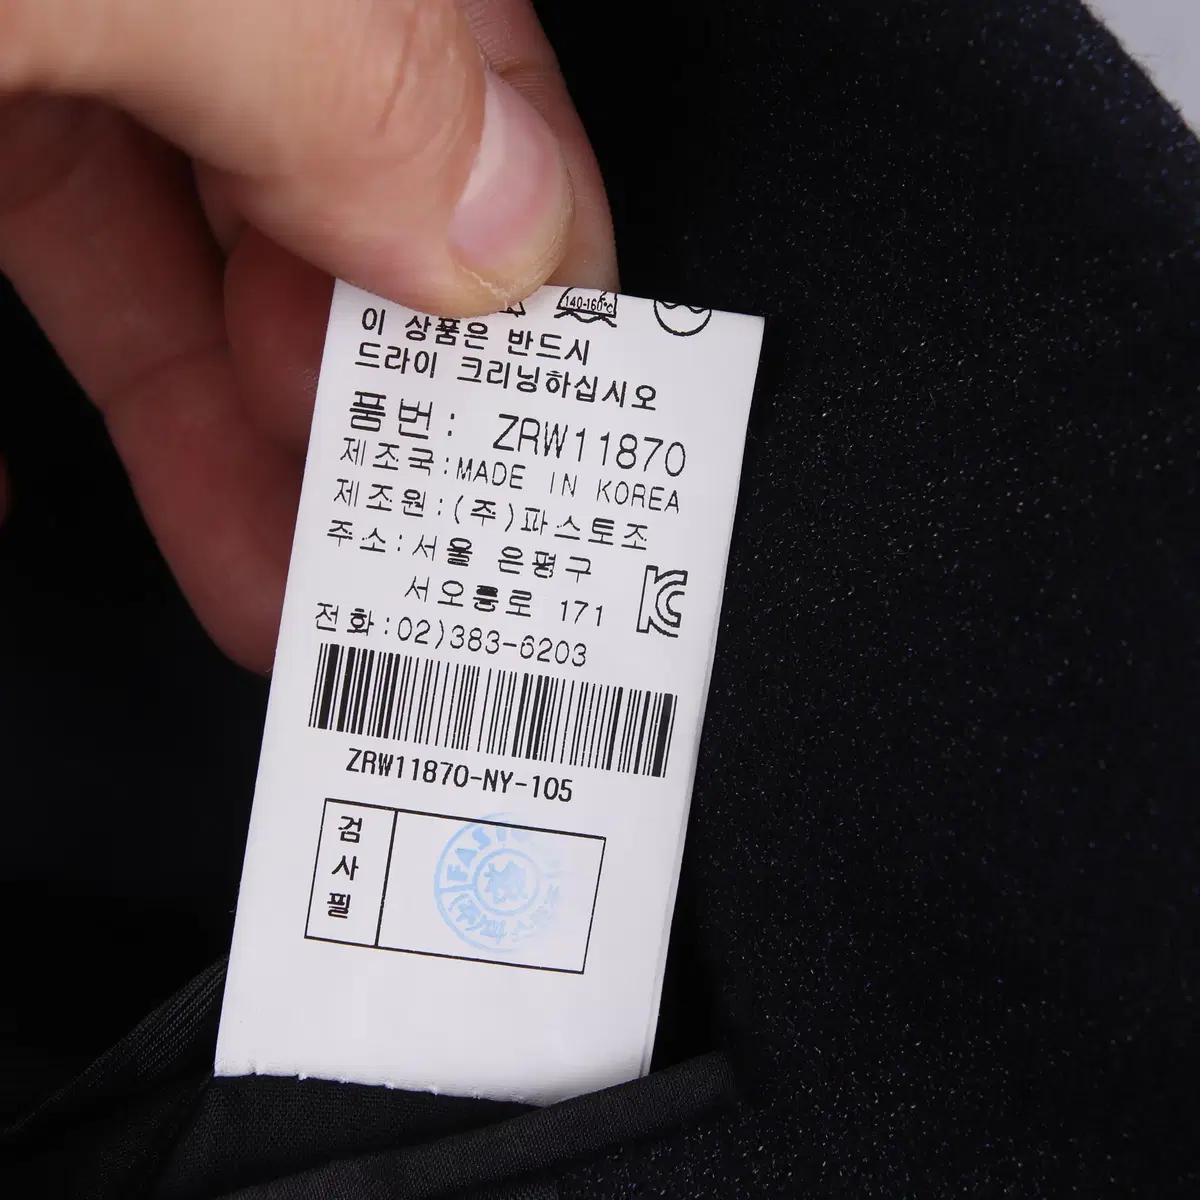 140-160℃
이 상품은 반드시
드라이 크리닝하십시오
품번: ZRW11870
제조국:MADE IN KOREA
제조원:(주)파스토조
주소:서울 은평구
서오릉로 171
전화:02)383-6203
ZRW11870-NY-105
검사필